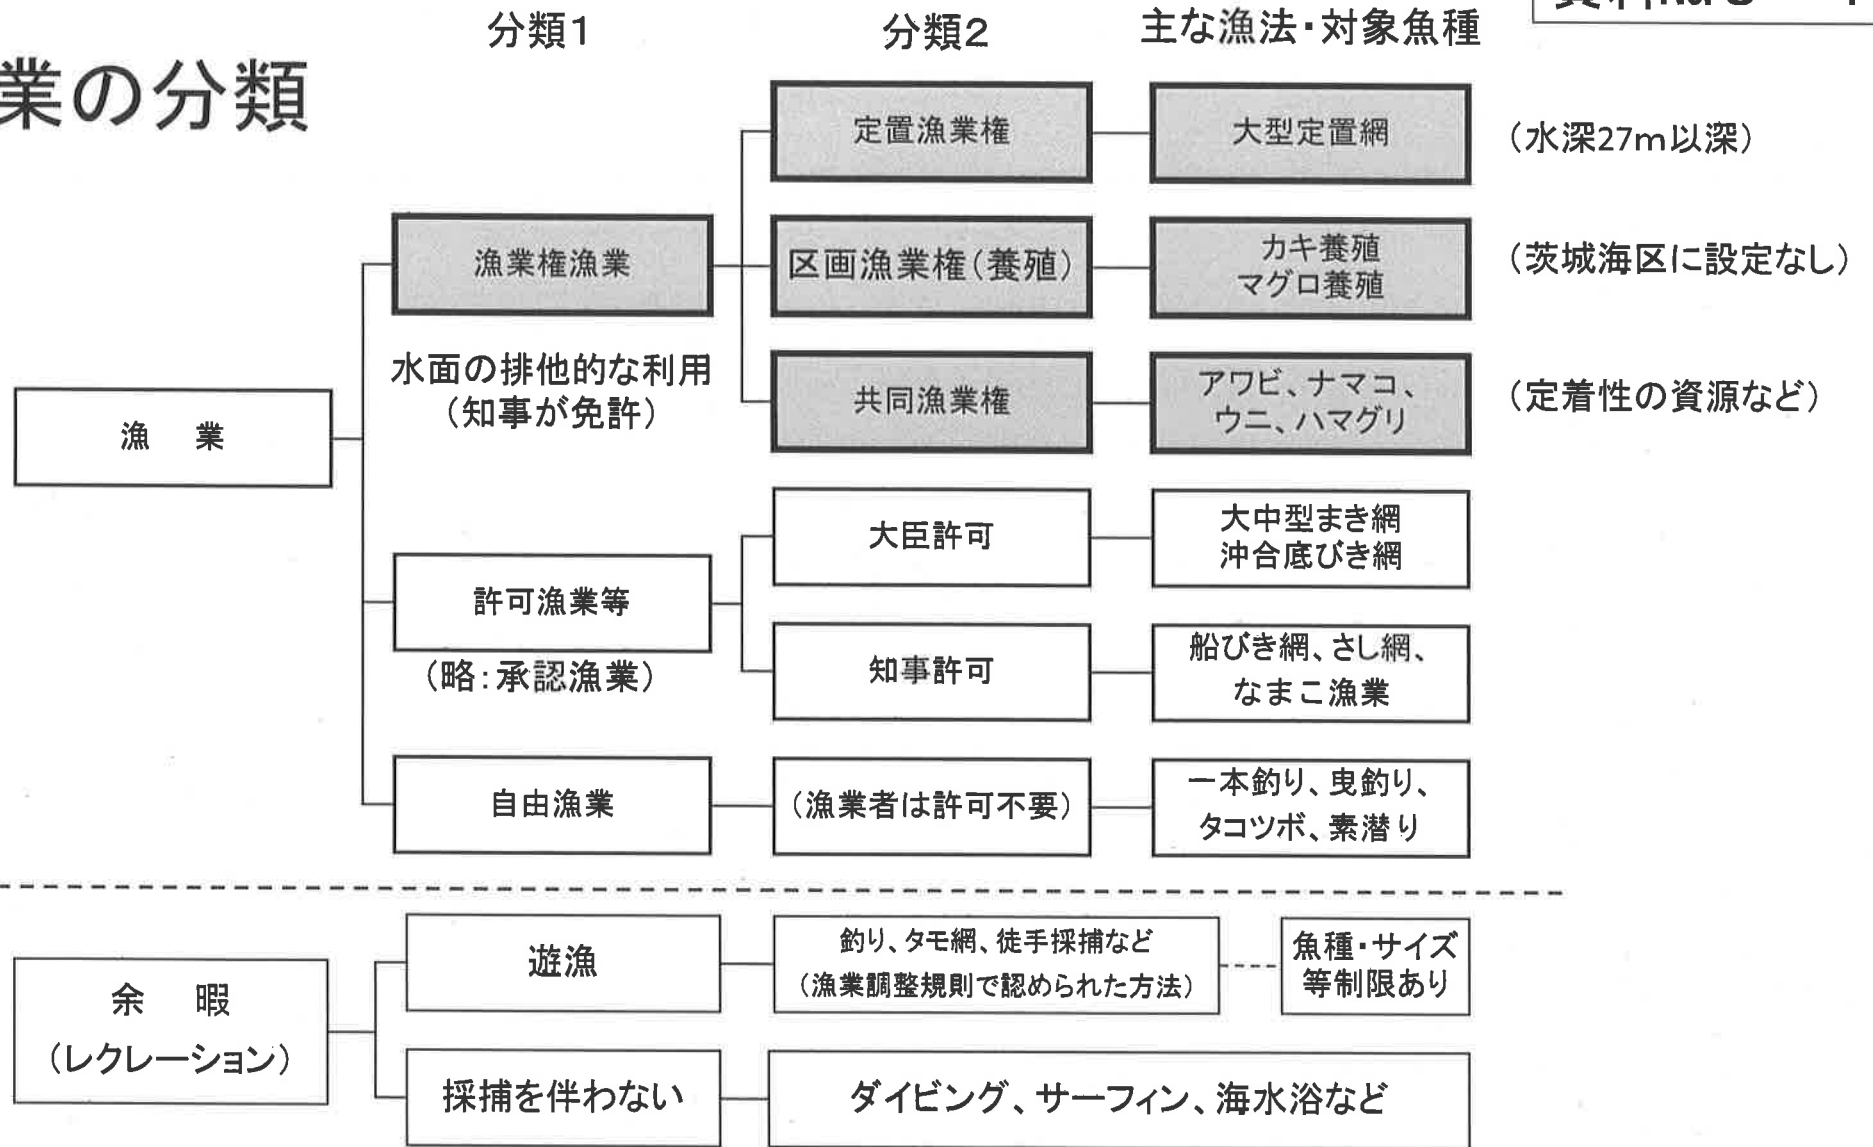 業の分類
分類1
分類2
主な漁法・対象魚種
定置漁業権
大型定置網
(水深27m以深)
漁業権漁業
区画漁業権(養殖)
カキ養殖
マグロ養殖
(茨城海区に設定なし)
水面の排他的な利用
(知事が免許)
共同漁業権
アワビ、ナマコ、
ウニ、ハマグリ
(定着性の資源など)
漁 業
許可漁業等
(略:承認漁業)
大臣許可
大中型まき網
沖合底びき網
知事許可
船びき網、さし網、
なまこ漁業
自由漁業
(漁業者は許可不要)
一本釣り、曳釣り、
タコツボ、素潜り
余 暇
(レクレーション)
遊漁
釣り、タモ網、徒手採捕など
(漁業調整規則で認められた方法)
魚種・サイズ
等制限あり
採捕を伴わない
ダイビング、サーフィン、海水浴など